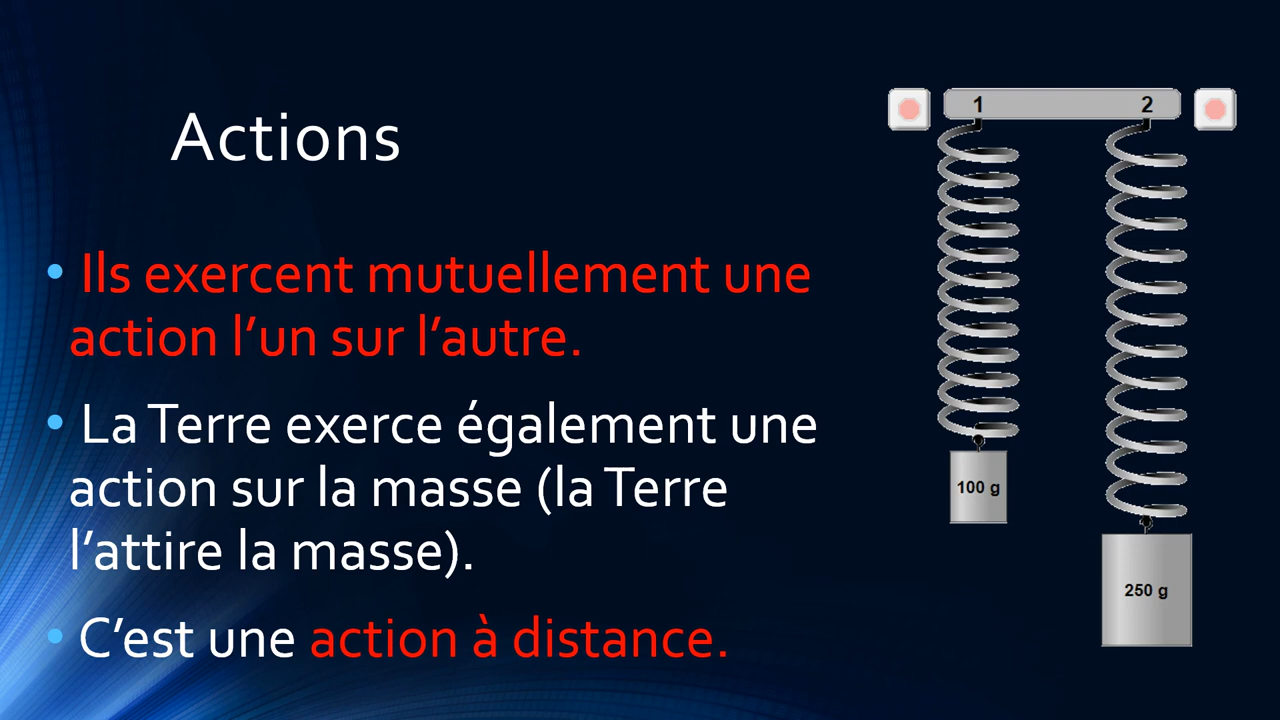 Actions
• Ils exercent mutuellement une
action l’un sur l’autre.
• La Terre exerce également une
action sur la masse (la Terre
l’attire la masse).
• C’est une action à distance.
1 2
100 g
250 g